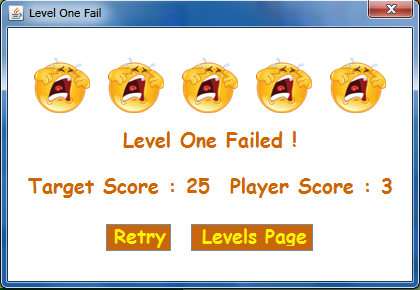 Level One Fail
Level One Failed !
Target Score : 25 Player Score : 3
Retry Levels Page